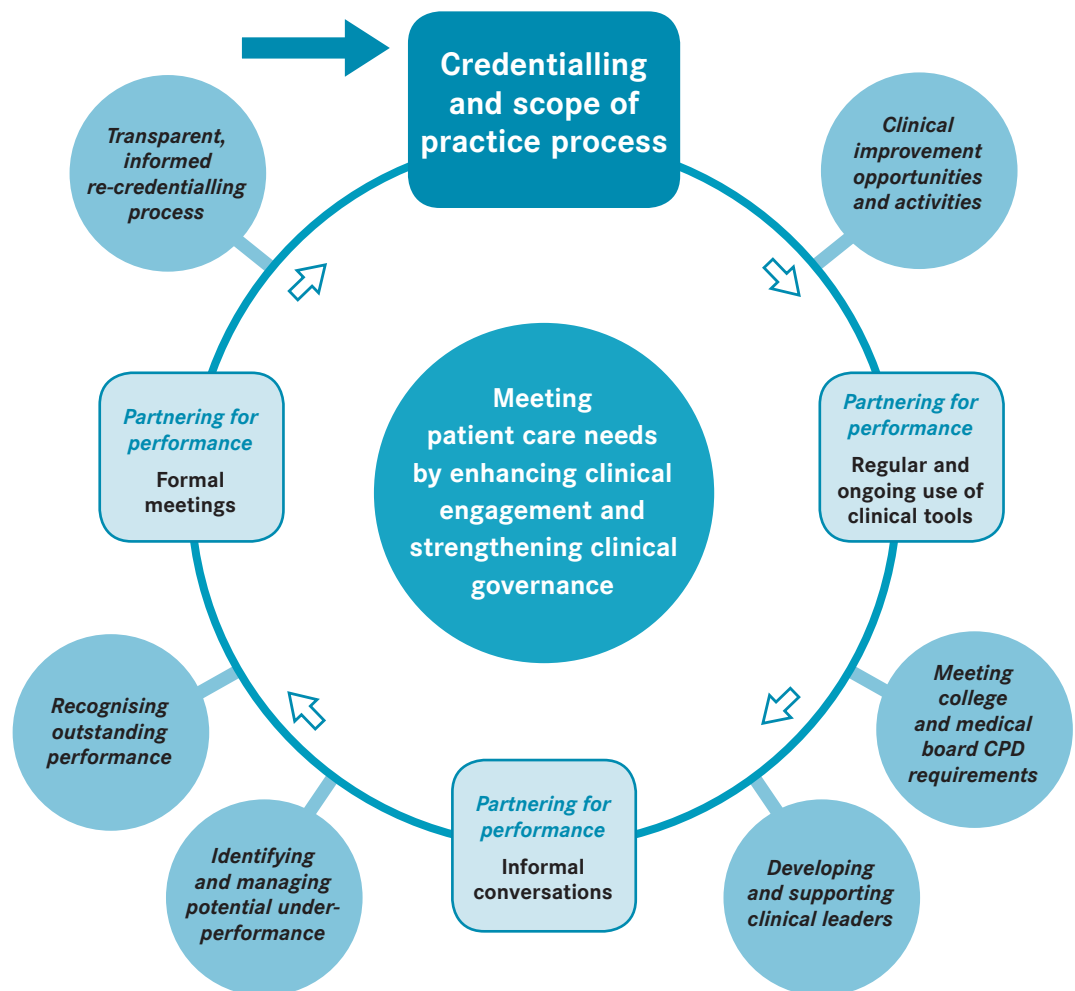 Credentialling
and scope of
practice process
Transparent,
informed
re-credentialling
process
Clinical
improvement
opportunities
and activities
Meeting
patient care needs
by enhancing clinical
engagement and
strengthening clinical
governance
Partnering for
performance
Formal
meetings
Partnering for
performance
Regular and
ongoing use of
clinical tools
Recognising
outstanding
performance
Meeting
college
and medical
board CPD
requirements
Identifying
and managing
potential under-
performance
Partnering for
performance
Informal
conversations
Developing
and supporting
clinical leaders